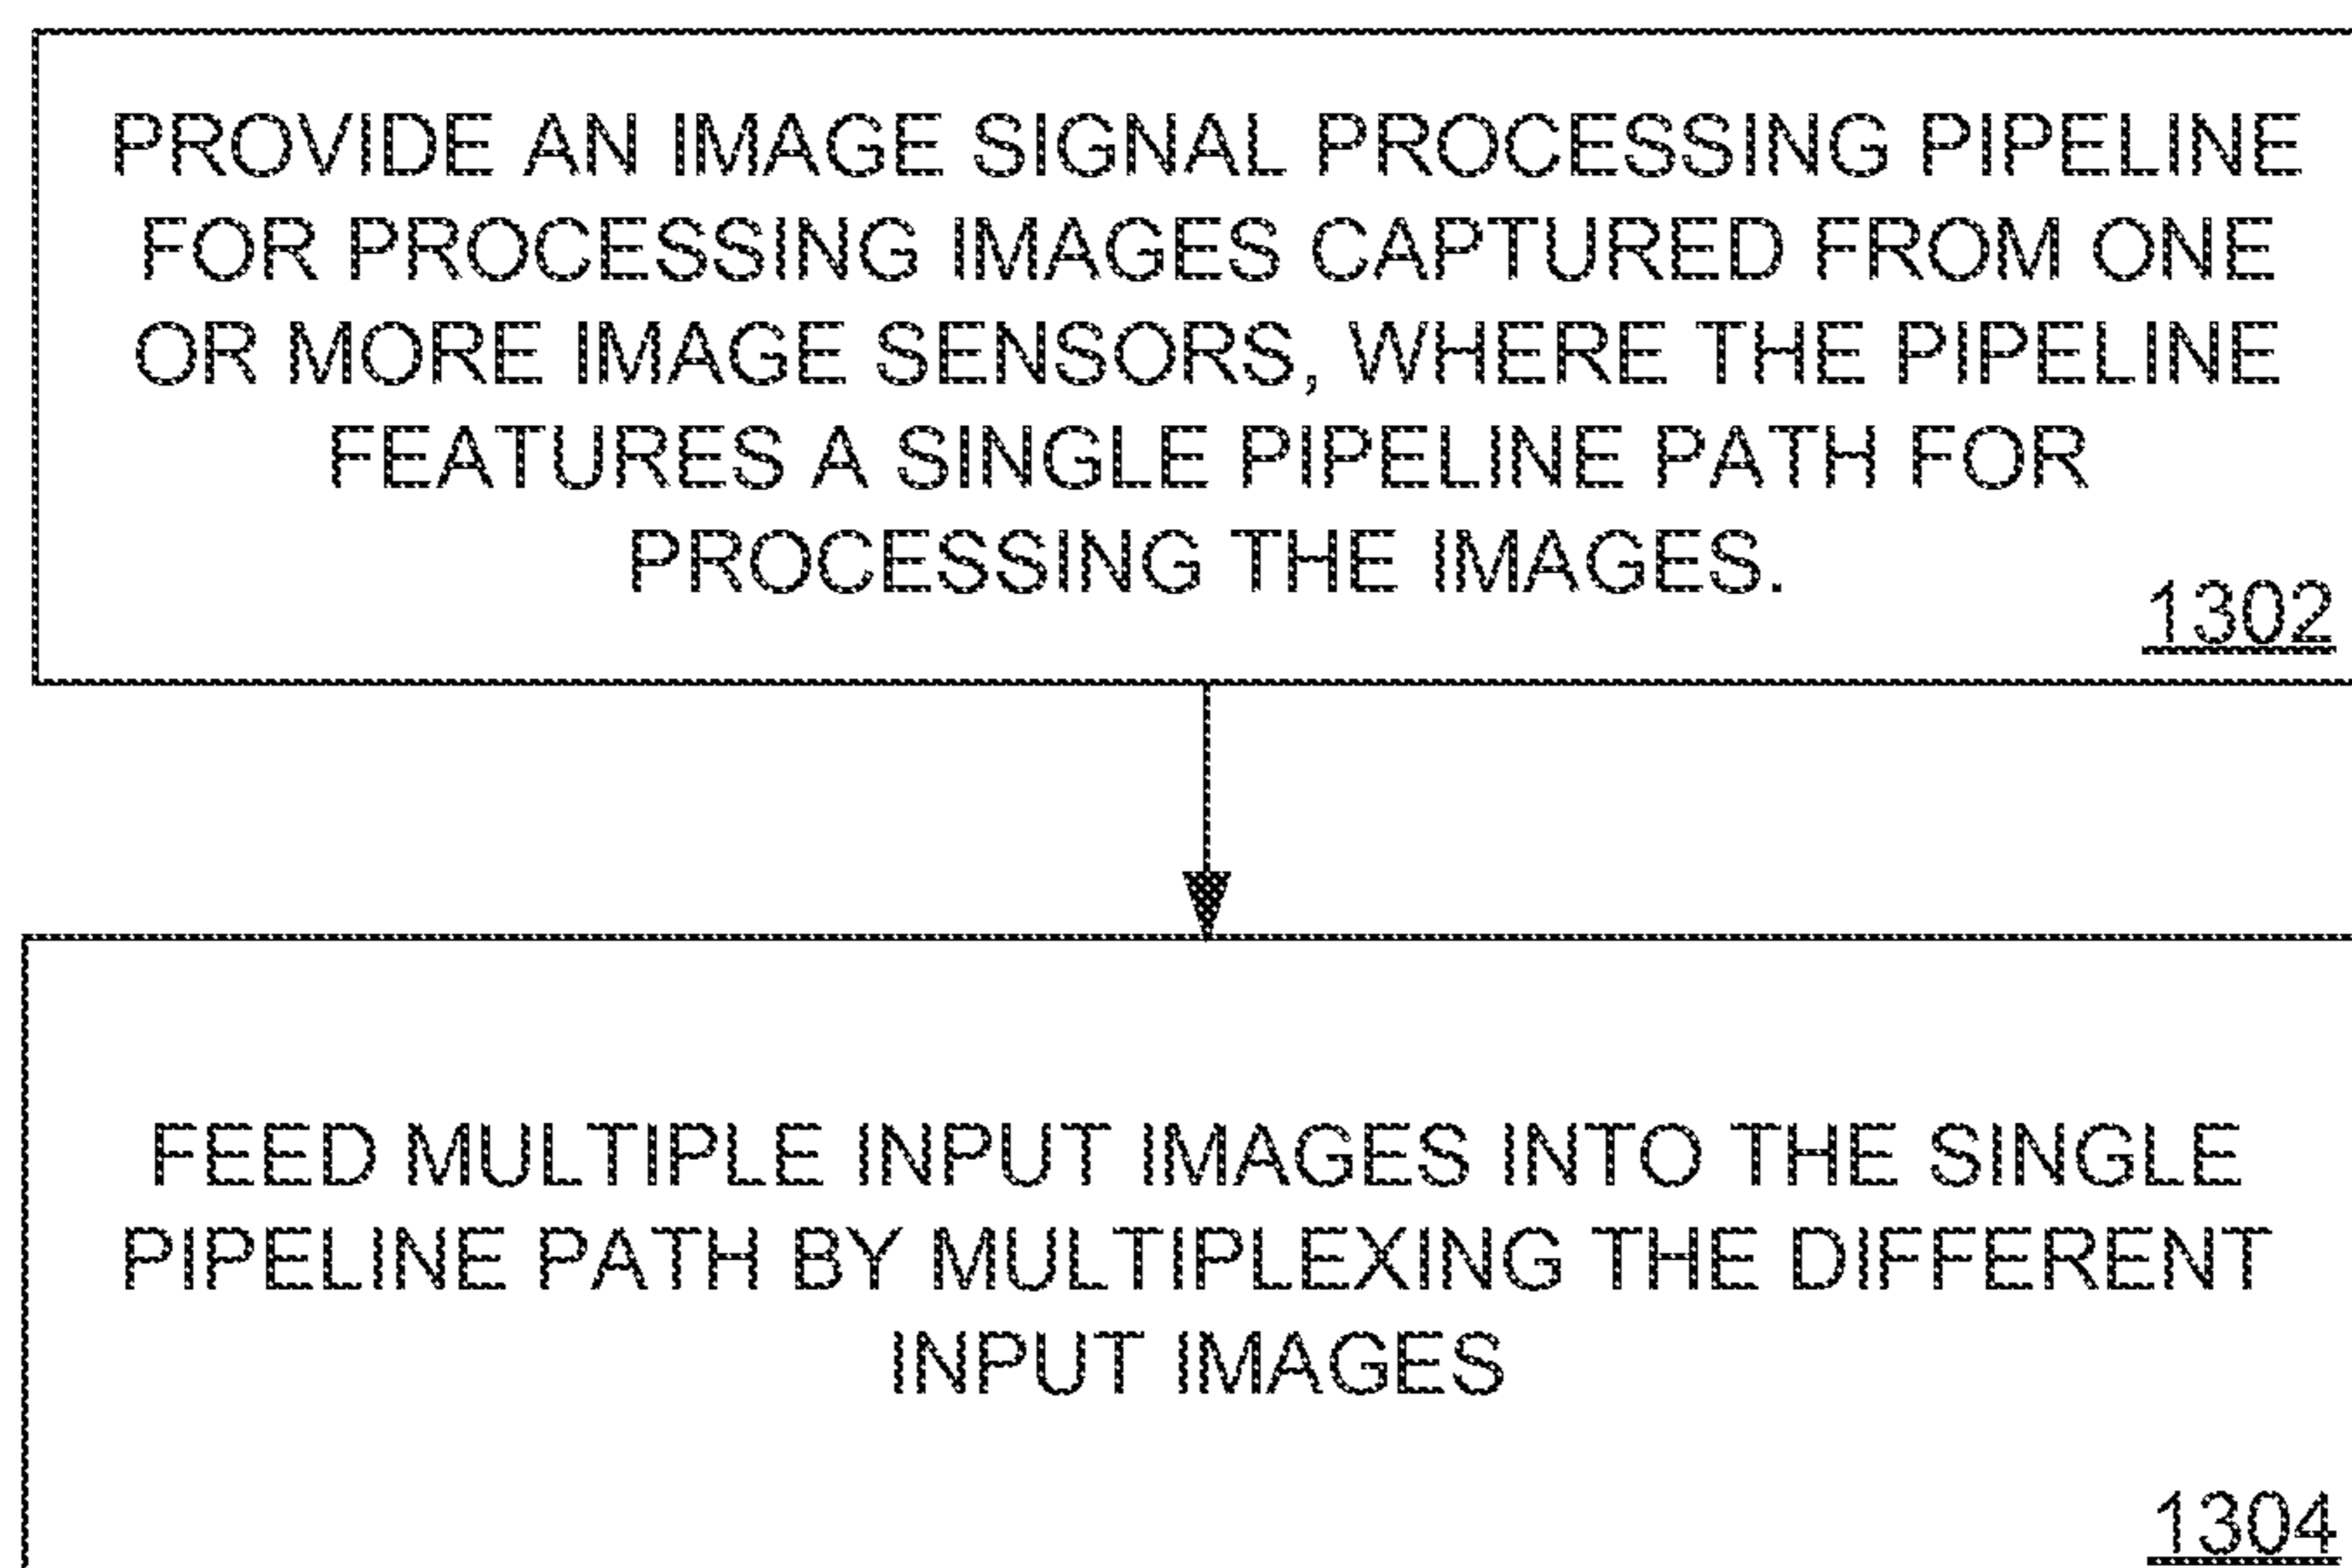 PROVIDE AN IMAGE SIGNAL PROCESSING PIPELINE
FOR PROCESSING IMAGES CAPTURED FROM ONE
OR MORE IMAGE SENSORS, WHERE THE PIPELINE
FEATURES A SINGLE PIPELINE PATH FOR
PROCESSING THE IMAGES.
1302
FEED MULTIPLE INPUT IMAGES INTO THE SINGLE
PIPELINE PATH BY MULTIPLEXING THE DIFFERENT
INPUT IMAGES
1304